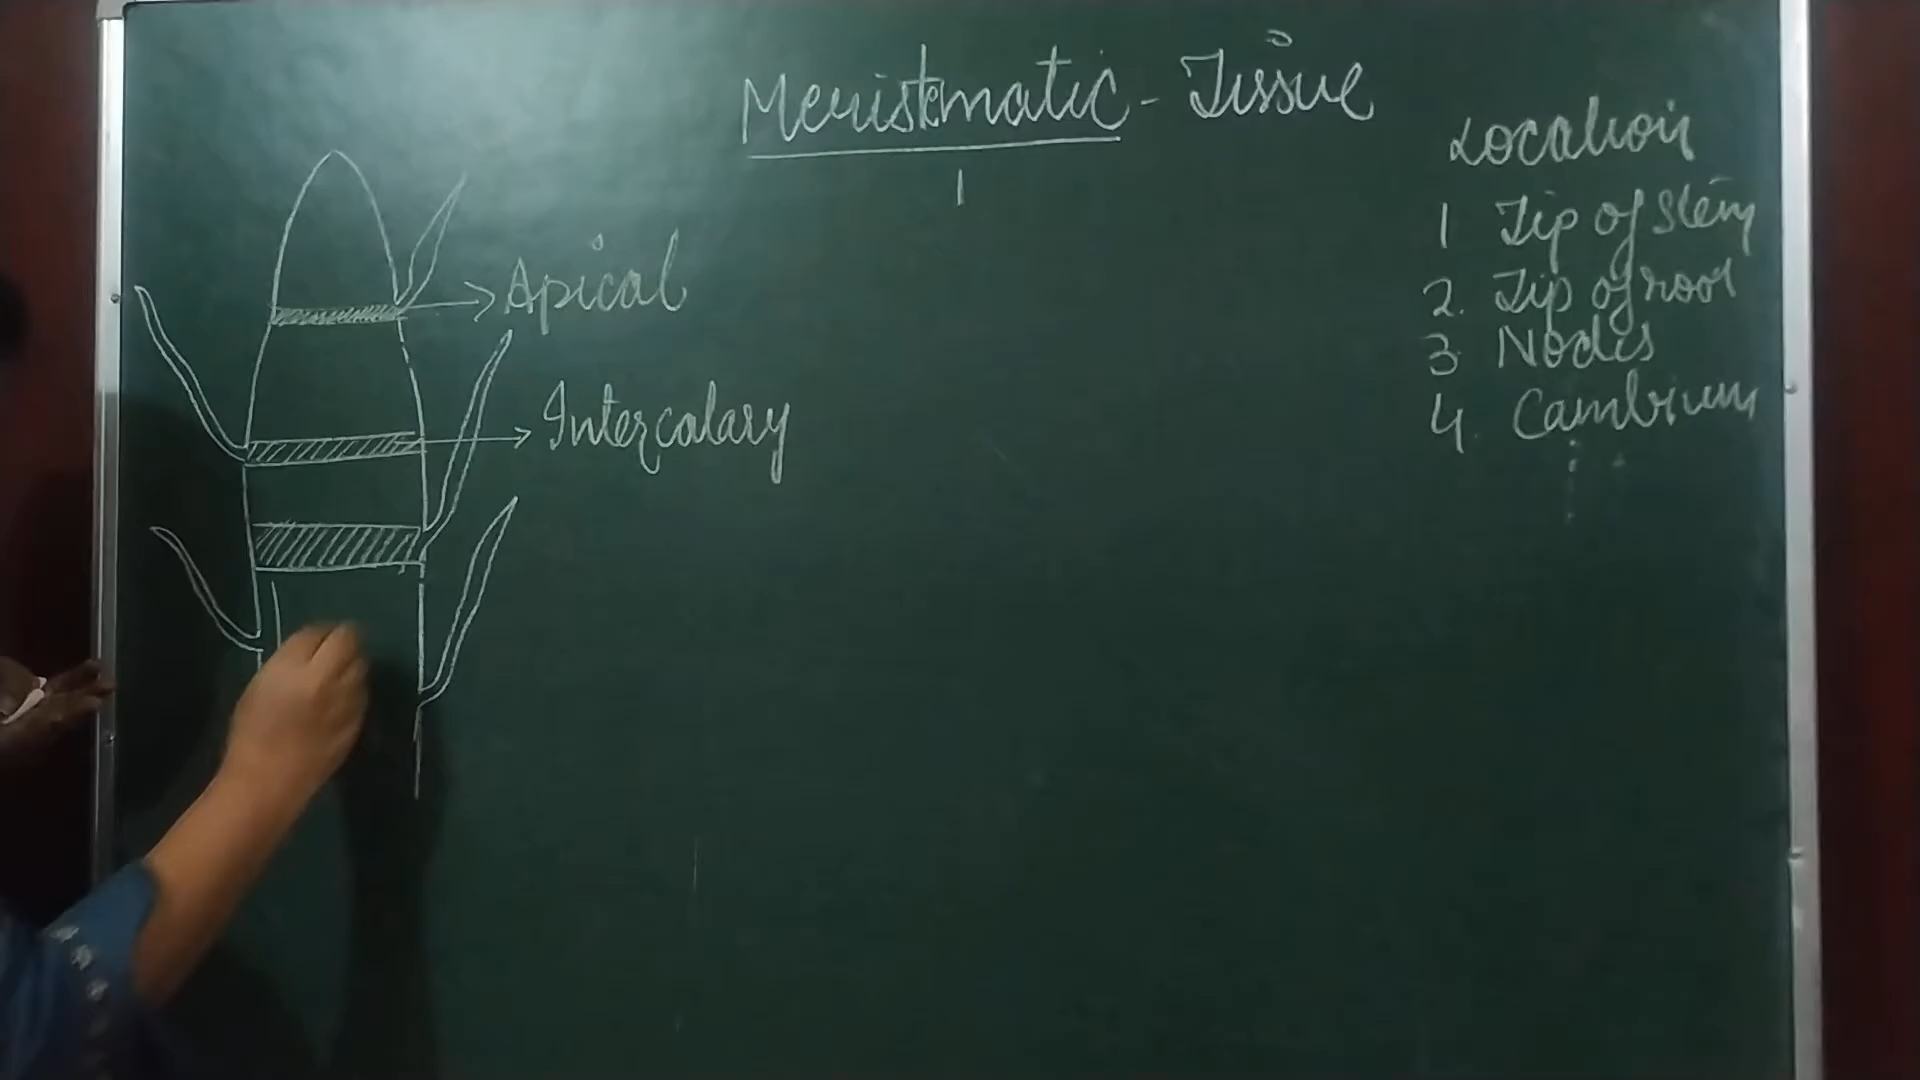 Meristematic - Tissue
Location
1 Tip of stem
2. Tip of root
3. Nodes
4. Cambium
Apical
Intercalary